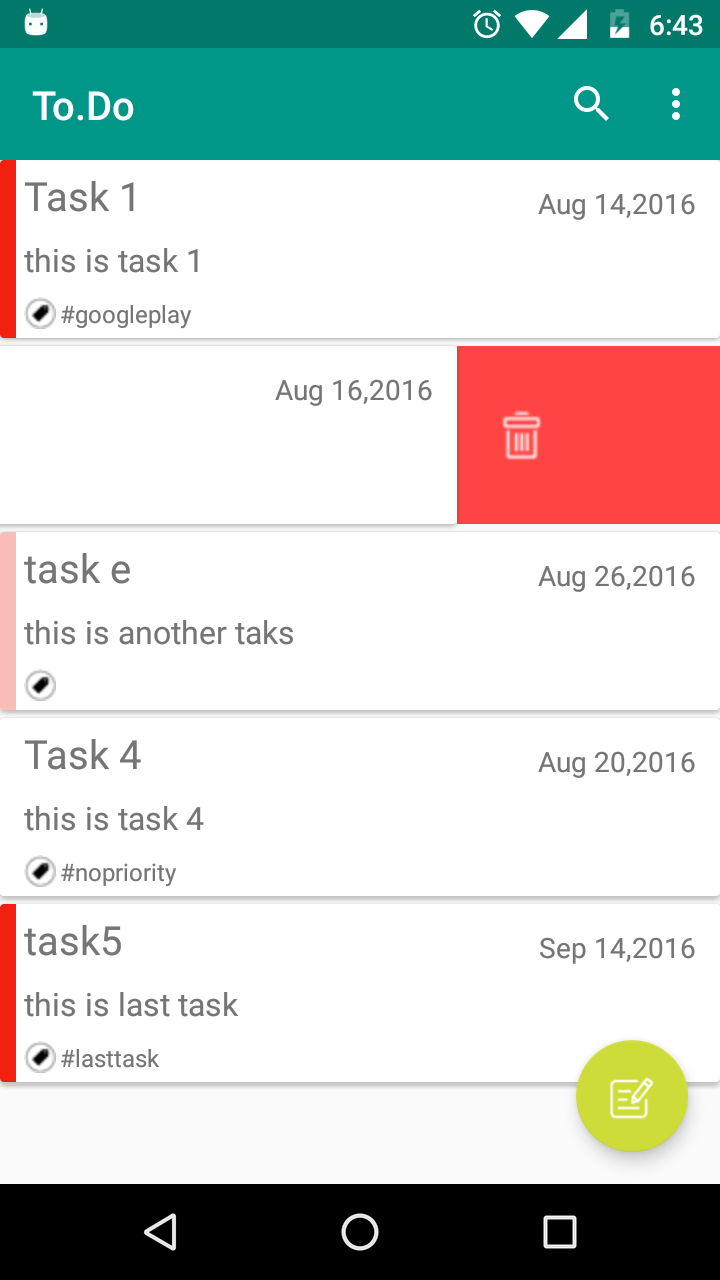 6:43
To.Do
Task 1
Aug 14,2016
this is task 1
#googleplay
Aug 16,2016
task e
Aug 26,2016
this is another taks
Task 4
Aug 20,2016
this is task 4
#nopriority
task5
Sep 14,2016
this is last task
#lasttask